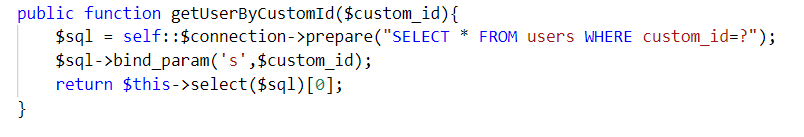 public function getUserByCustomId($custom_id){
    $sql = self::$connection->prepare("SELECT * FROM users WHERE custom_id=?");
    $sql->bind_param('s',$custom_id);
    return $this->select($sql)[0];
}